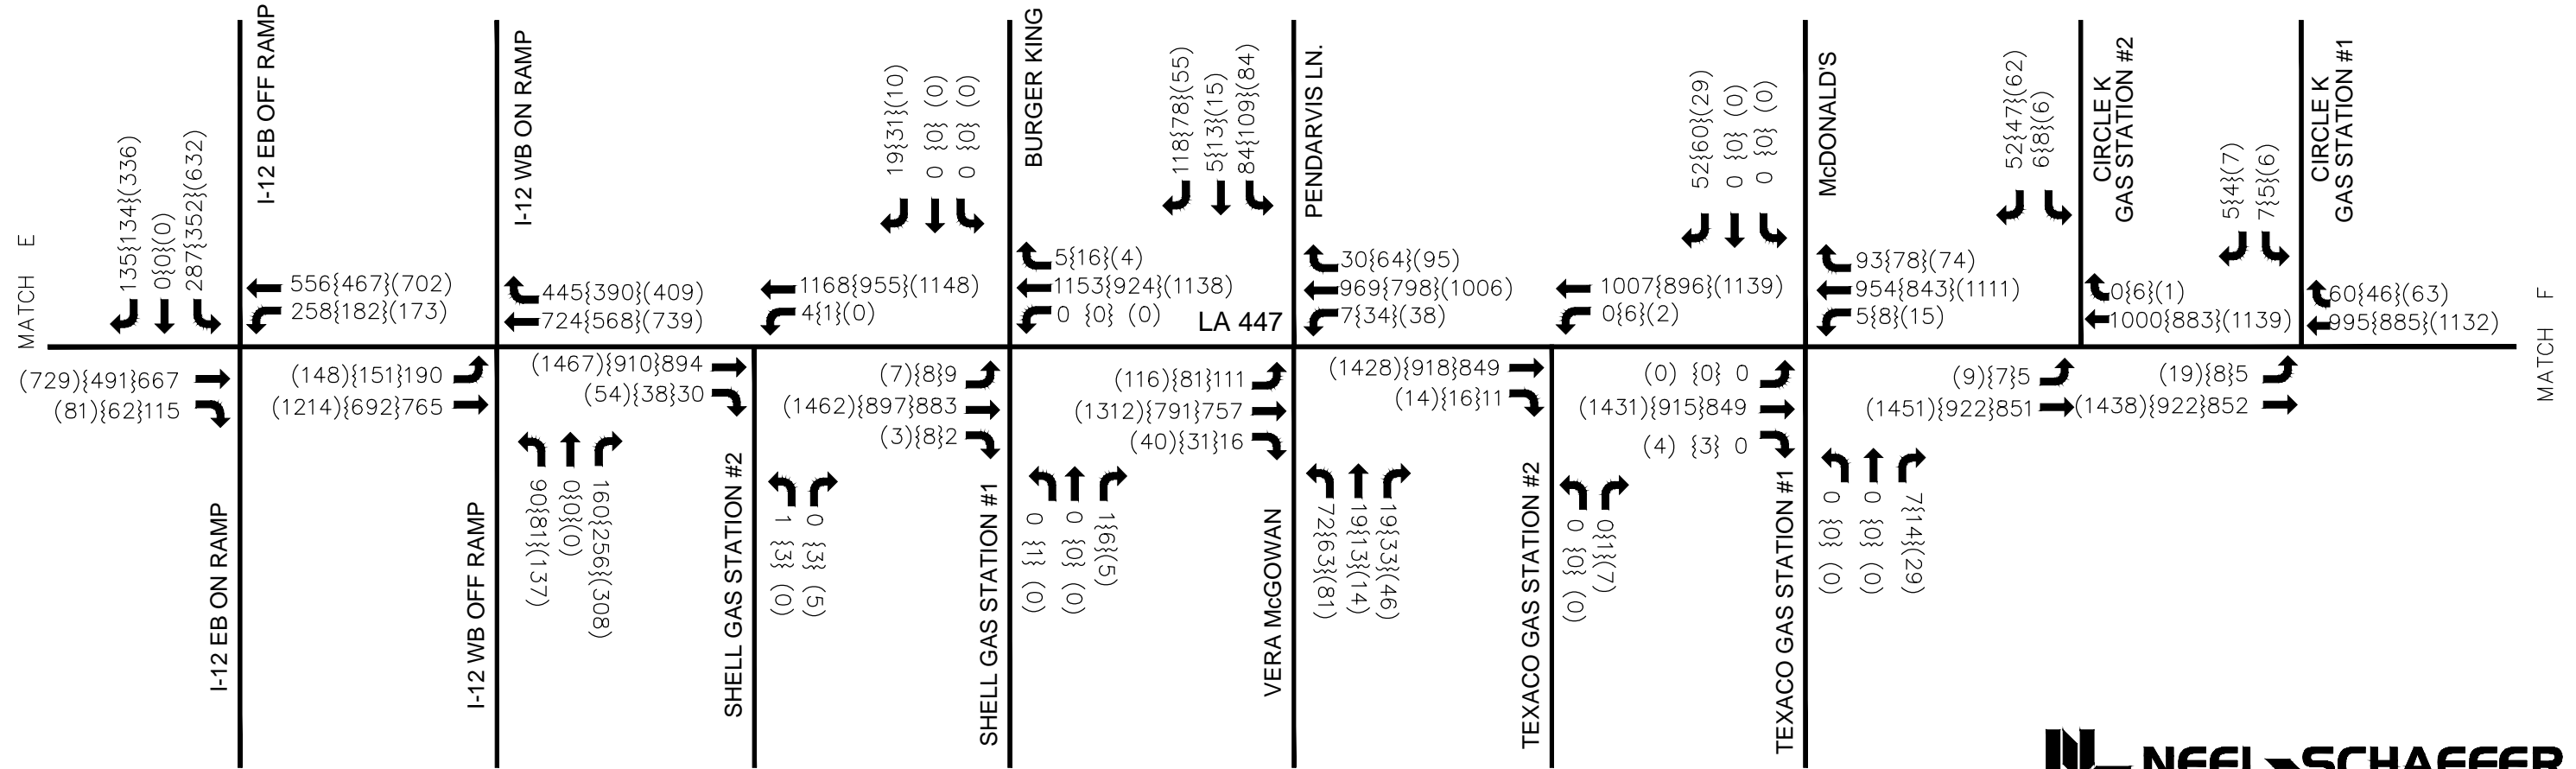 MATCH E
135{134}(336)
0{0}(0)
287{352}(632)
I-12 EB OFF RAMP
556{467}(702)
258{182}(173)
(729){491}667
(81){62}115
I-12 EB ON RAMP
I-12 WB ON RAMP
445{390}(409)
724{568}(739)
(148){151}190
(1214){692}765
I-12 WB OFF RAMP
90{81}(137)
0{0}(0)
160{256}(308)
(1467){910}894
(54){38}30
SHELL GAS STATION #2
1168{955}(1148)
4{1}(0)
1 {3} (0)
0 {3} (5)
19{31}(10)
0 {0} (0)
0 {0} (0)
BURGER KING
5{16}(4)
1153{924}(1138)
0 {0} (0)
LA 447
(7){8}9
(1462){897}883
(3){8}2
SHELL GAS STATION #1
0 {1} (0)
0 {0} (0)
1{6}(5)
118{78}(55)
5{13}(15)
84{109}(84)
PENDARVIS LN.
30{64}(95)
969{798}(1006)
7{34}(38)
(116){81}111
(1312){791}757
(40){31}16
VERA McGOWAN
72{63}(81)
19{13}(14)
19{33}(46)
(1428){918}849
(14){16}11
TEXACO GAS STATION #2
1007{896}(1139)
0{6}(2)
0 {0} (0)
0{1}(7)
52{60}(29)
0 {0} (0)
0 {0} (0)
McDONALD'S
93{78}(74)
954{843}(1111)
5{8}(15)
(0) {0} 0
(1431){915}849
(4) {3} 0
TEXACO GAS STATION #1
0 {0} (0)
0 {0} (0)
7{14}(29)
52{47}(62)
6{8}(6)
CIRCLE K
GAS STATION #2
0{6}(1)
1000{883}(1139)
(9){7}5
(1451){922}851
5{4}(7)
7{5}(6)
CIRCLE K
GAS STATION #1
60{46}(63)
995{885}(1132)
(19){8}5
(1438){922}852
MATCH F
NEEL-SCHAFFER